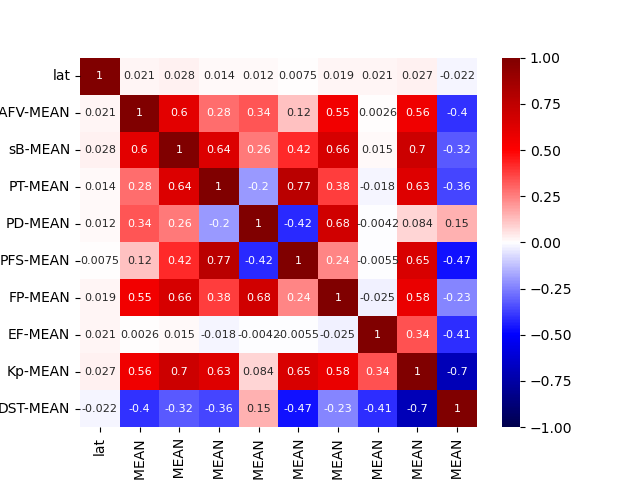 lat 1 0.021 0.028 0.014 0.012 0.0075 0.019 0.021 0.027 -0.022
AFV-MEAN 0.021 1 0.6 0.28 0.34 0.12 0.55 0.0026 0.56 -0.4
sB-MEAN 0.028 0.6 1 0.64 0.26 0.42 0.66 0.015 0.7 -0.32
PT-MEAN 0.014 0.28 0.64 1 -0.2 0.77 0.38 -0.018 0.63 -0.36
PD-MEAN 0.012 0.34 0.26 -0.2 1 -0.42 0.68 -0.0042 0.084 0.15
PFS-MEAN 0.0075 0.12 0.42 0.77 -0.42 1 0.24 -0.0055 0.65 -0.47
FP-MEAN 0.019 0.55 0.66 0.38 0.68 0.24 1 -0.025 0.58 -0.23
EF-MEAN 0.021 0.0026 0.015 -0.018 -0.0042 -0.0055 -0.025 1 0.34 -0.41
Kp-MEAN 0.027 0.56 0.7 0.63 0.084 0.65 0.58 0.34 1 -0.7
DST-MEAN -0.022 -0.4 -0.32 -0.36 0.15 -0.47 -0.23 -0.41 -0.7 1
lat MEAN MEAN MEAN MEAN MEAN MEAN MEAN MEAN MEAN
1.00
0.75
0.50
0.25
0.00
−0.25
−0.50
−0.75
−1.00